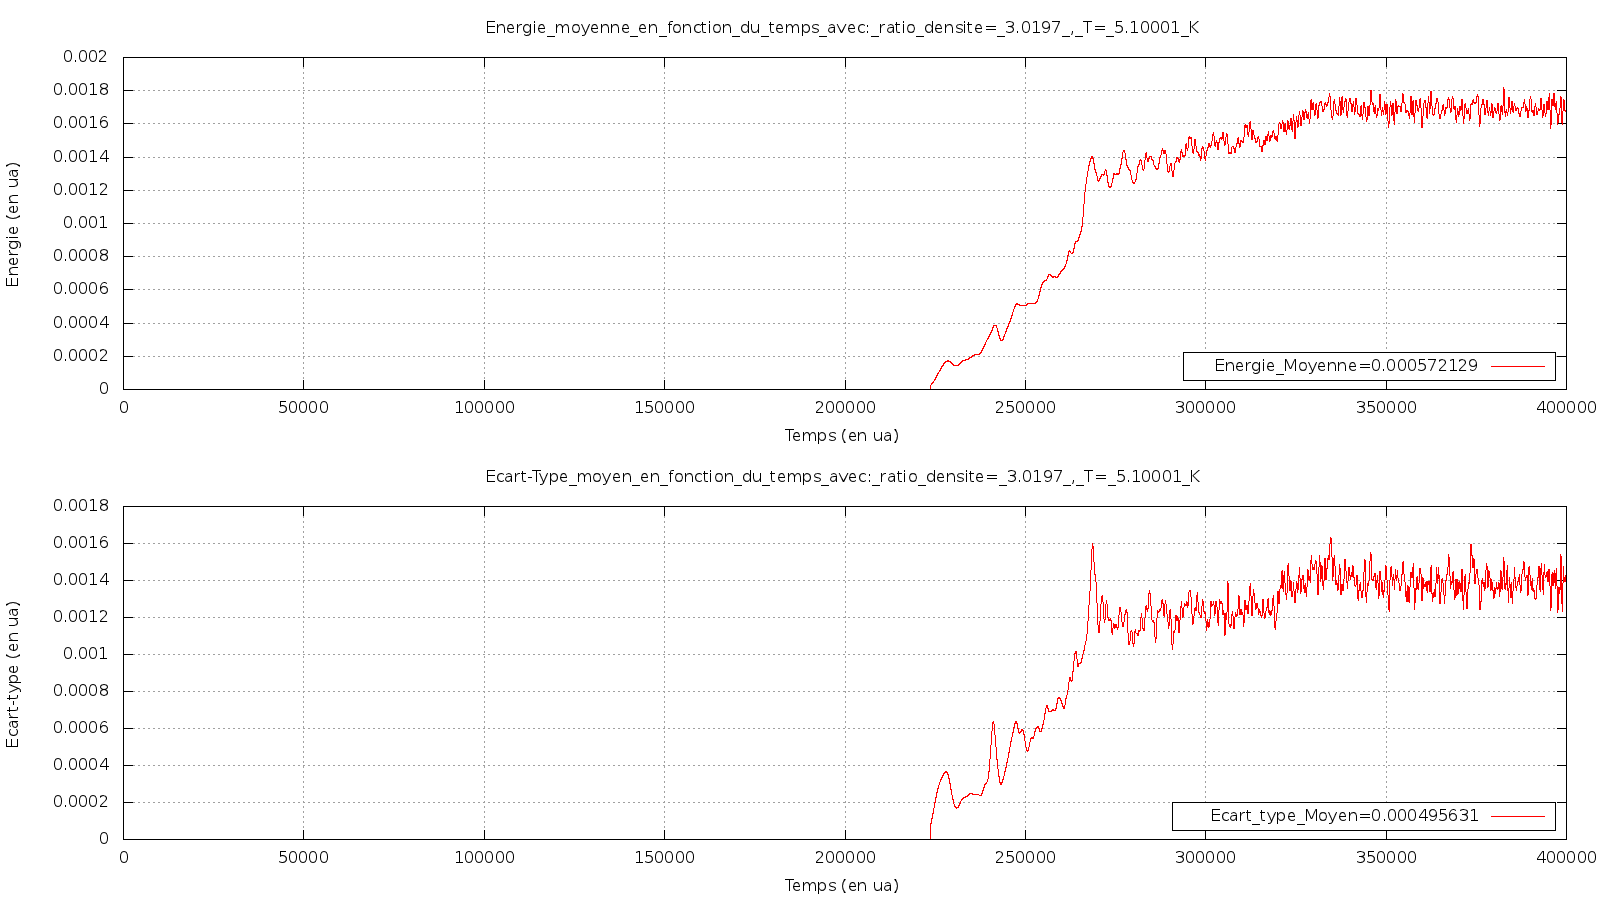 Energie_moyenne_en_fonction_du_temps_avec:_ratio_densite=_3.0197_,_T=_5.10001_K
0.002
0.0018
0.0016
0.0014
0.0012
0.001
0.0008
0.0006
0.0004
0.0002
0
Energie (en ua)
Energie_Moyenne=0.000572129
0 50000 100000 150000 200000 250000 300000 350000 400000
Temps (en ua)
Ecart-Type_moyen_en_fonction_du_temps_avec:_ratio_densite=_3.0197_,_T=_5.10001_K
0.0018
0.0016
0.0014
0.0012
0.001
0.0008
0.0006
0.0004
0.0002
0
Ecart-type (en ua)
Ecart_type_Moyen=0.000495631
0 50000 100000 150000 200000 250000 300000 350000 400000
Temps (en ua)